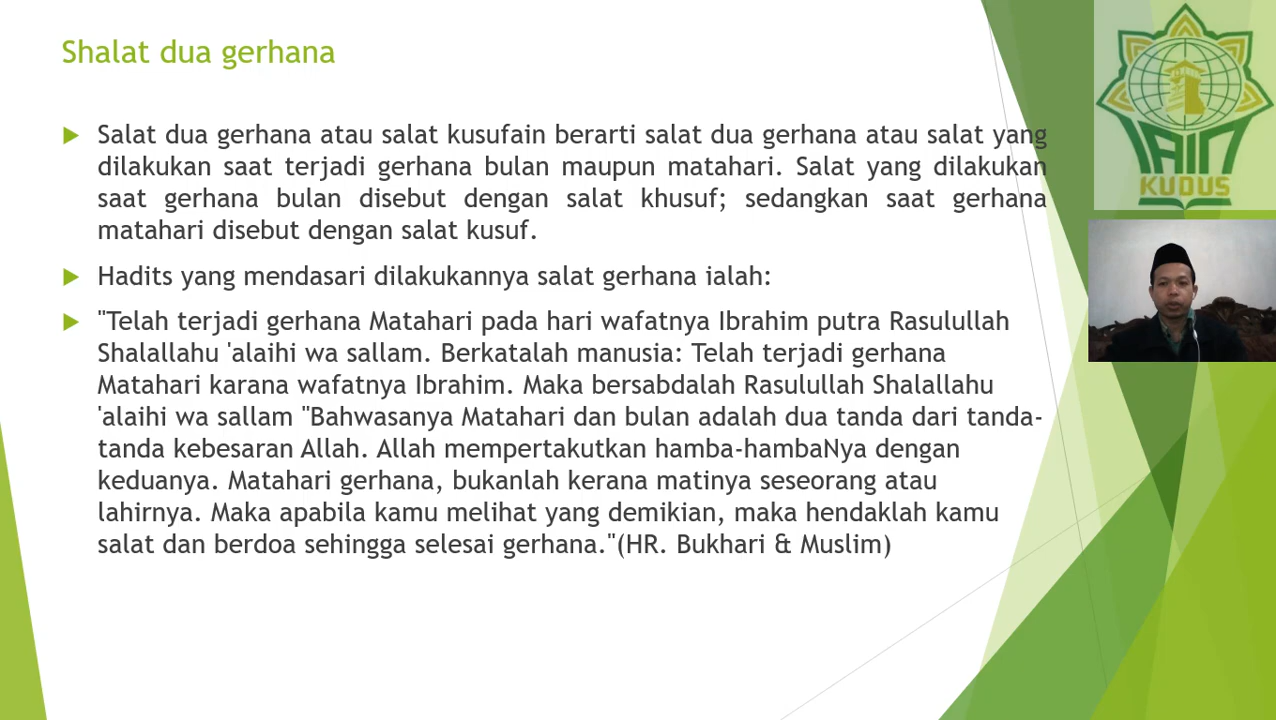 Shalat dua gerhana
Salat dua gerhana atau salat kusufain berarti salat dua gerhana atau salat yang
dilakukan saat terjadi gerhana bulan maupun matahari. Salat yang dilakukan
saat gerhana bulan disebut dengan salat khusuf; sedangkan saat gerhana
matahari disebut dengan salat kusuf.
Hadits yang mendasari dilakukannya salat gerhana ialah:
"Telah terjadi gerhana Matahari pada hari wafatnya Ibrahim putra Rasulullah
Shalallahu 'alaihi wa sallam. Berkatalah manusia: Telah terjadi gerhana
Matahari karana wafatnya Ibrahim. Maka bersabdalah Rasulullah Shalallahu
'alaihi wa sallam "Bahwasanya Matahari dan bulan adalah dua tanda dari tanda-
tanda kebesaran Allah. Allah mempertakutkan hamba-hambaNya dengan
keduanya. Matahari gerhana, bukanlah kerana matinya seseorang atau
lahirnya. Maka apabila kamu melihat yang demikian, maka hendaklah kamu
salat dan berdoa sehingga selesai gerhana."(HR. Bukhari & Muslim)
IAIN
KUDUS